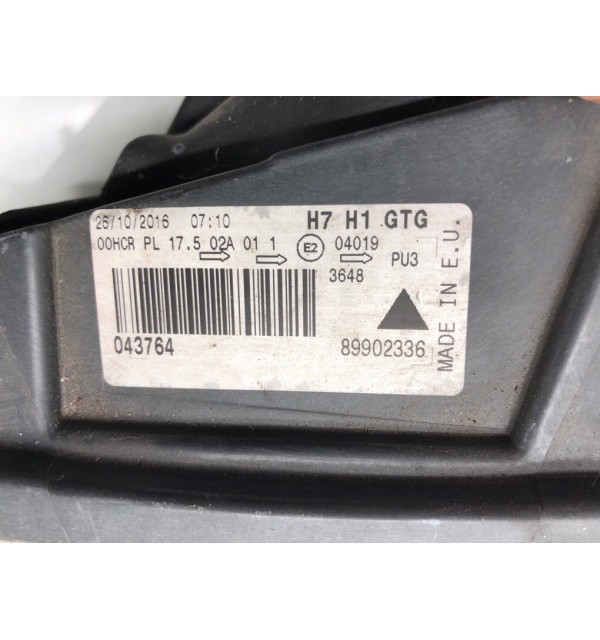 26/10/2016 07:10 H7 H1 GTG
00HCR PL 17.5 02A 01 1 E2 04019
3648 PU3
043764 89902336
MADE IN E.U.